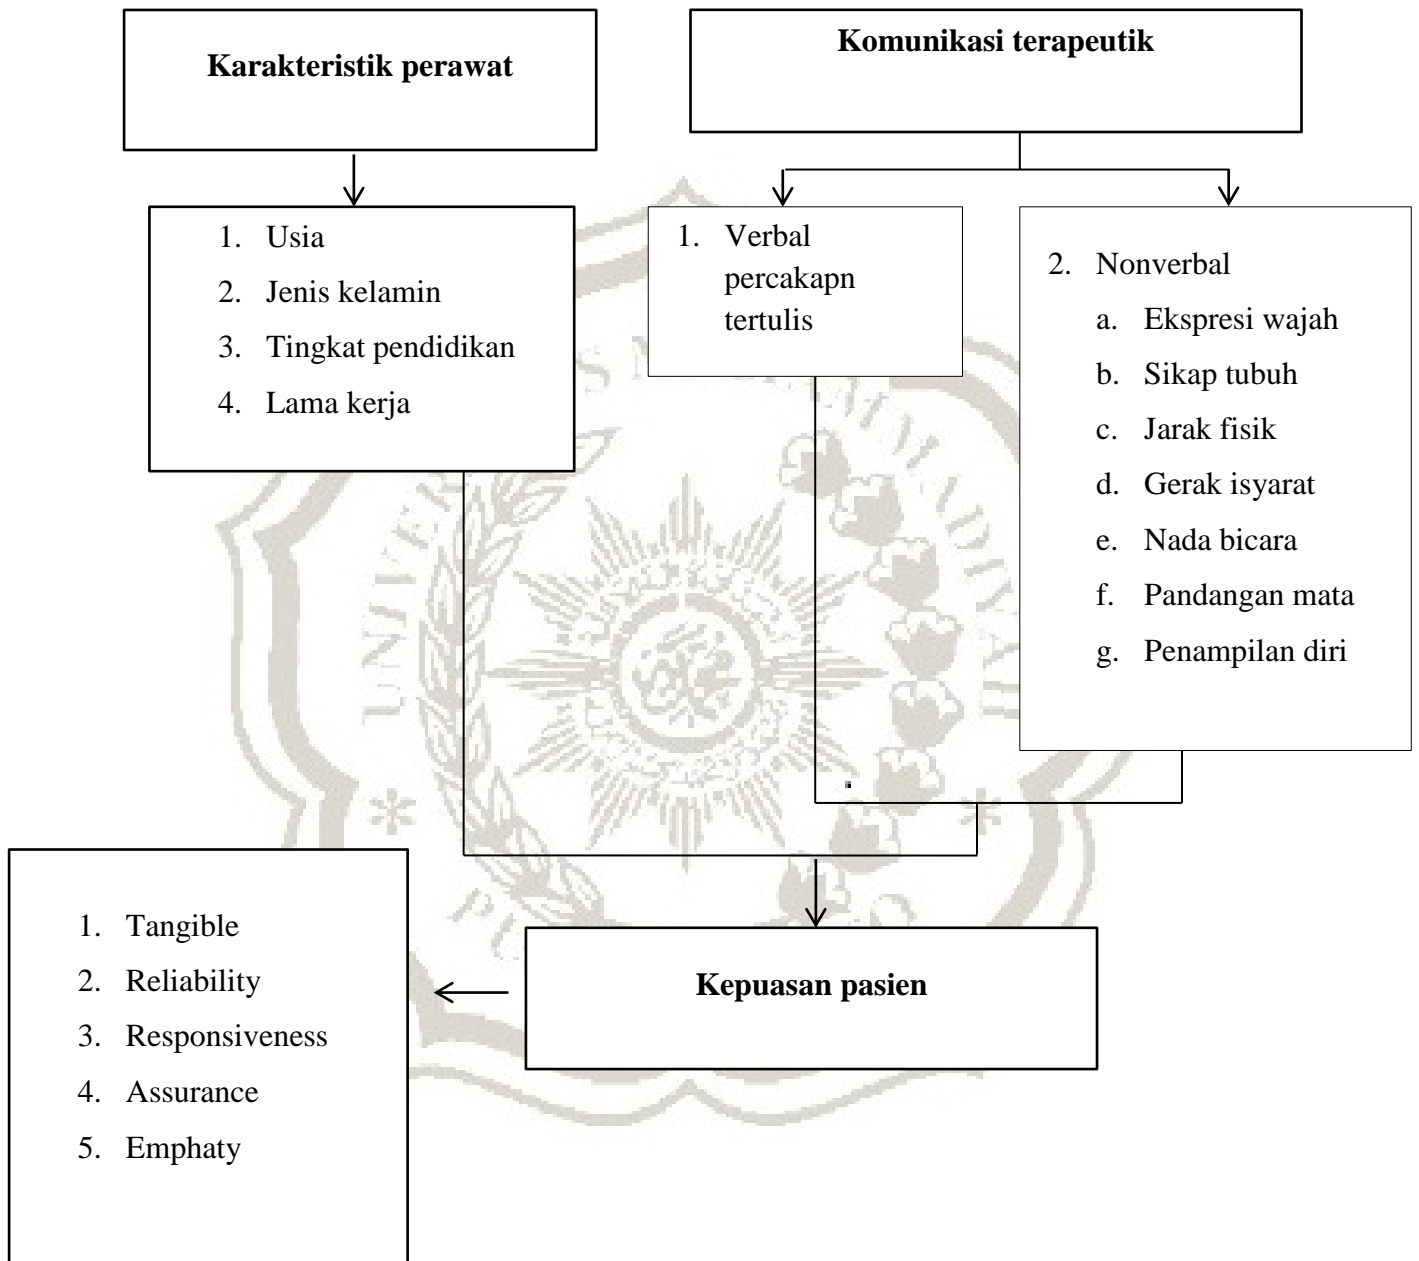 Karakteristik perawat
Komunikasi terapeutik
1. Usia
2. Jenis kelamin
3. Tingkat pendidikan
4. Lama kerja
1. Verbal
percakapn
tertulis
2. Nonverbal
a. Ekspresi wajah
b. Sikap tubuh
c. Jarak fisik
d. Gerak isyarat
e. Nada bicara
f. Pandangan mata
g. Penampilan diri
Kepuasan pasien
1. Tangible
2. Reliability
3. Responsiveness
4. Assurance
5. Emphaty